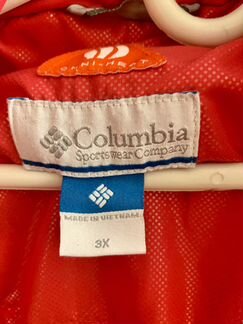 Columbia
Sportswear Company
MADE IN VIETNAM
3X